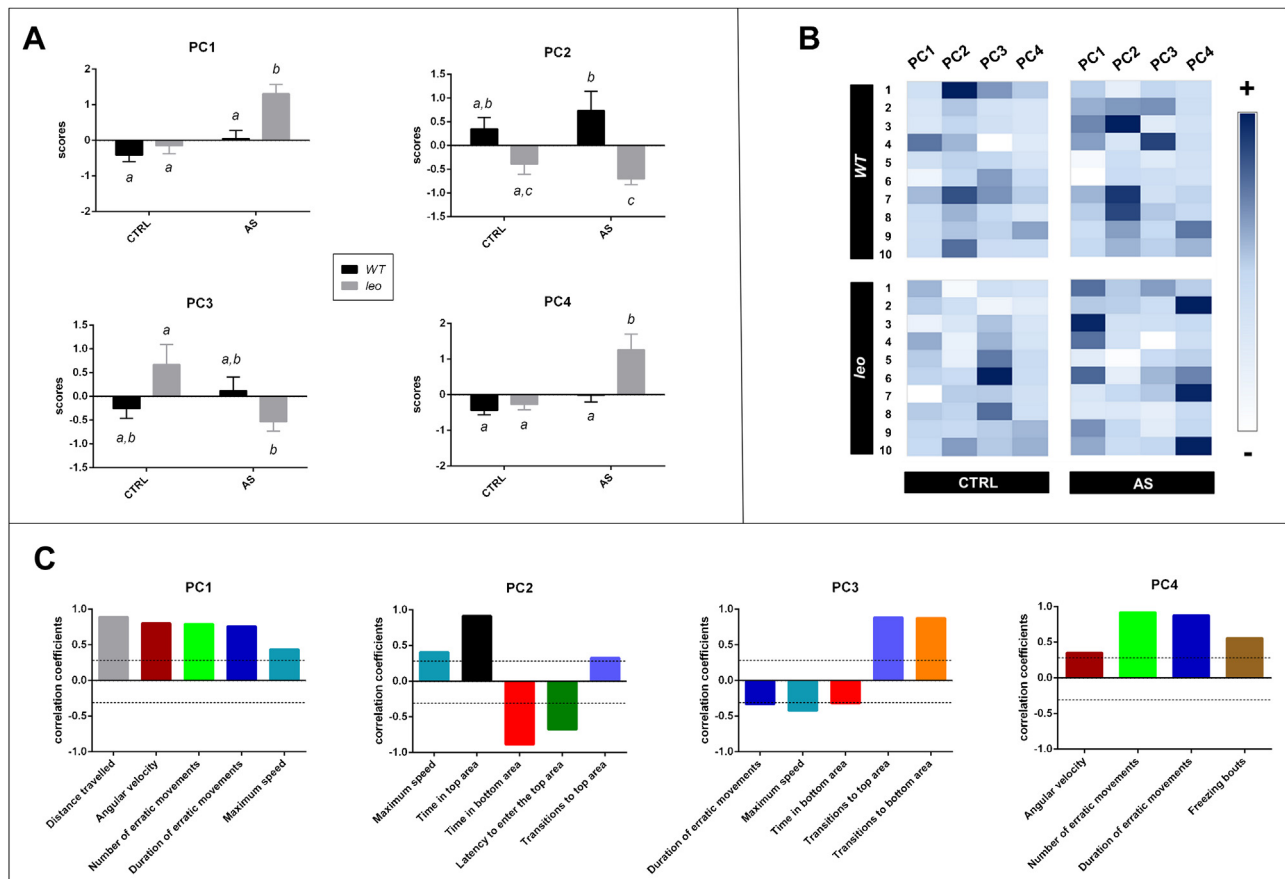 A
PC1
scores
2
1
0
-1
-2
a
a
a
b
CTRL
AS
PC2
scores
1.5
1.0
0.5
0.0
-0.5
-1.0
-1.5
a,b
a,c
b
c
CTRL
AS
WT
leo
PC3
scores
1.5
1.0
0.5
0.0
-0.5
-1.0
-1.5
a,b
a
a,b
b
CTRL
AS
PC4
scores
2
1
0
-1
-2
a
a
a
b
CTRL
AS
B
PC1 PC2 PC3 PC4
PC1 PC2 PC3 PC4
WT
1
2
3
4
5
6
7
8
9
10
leo
1
2
3
4
5
6
7
8
9
10
CTRL
AS
+
-
C
PC1
correlation coefficients
1.0
0.5
0.0
-0.5
-1.0
Distance travelled
Angular velocity
Number of erratic movements
Duration of erratic movements
Maximum speed
PC2
correlation coefficients
1.0
0.5
0.0
-0.5
-1.0
Maximum speed
Time in top area
Time in bottom area
Latency to enter the top area
Transitions to top area
PC3
correlation coefficients
1.0
0.5
0.0
-0.5
-1.0
Duration of erratic movements
Maximum speed
Time in bottom area
Transitions to top area
Transitions to bottom area
PC4
correlation coefficients
1.0
0.5
0.0
-0.5
-1.0
Angular velocity
Number of erratic movements
Duration of erratic movements
Freezing bouts